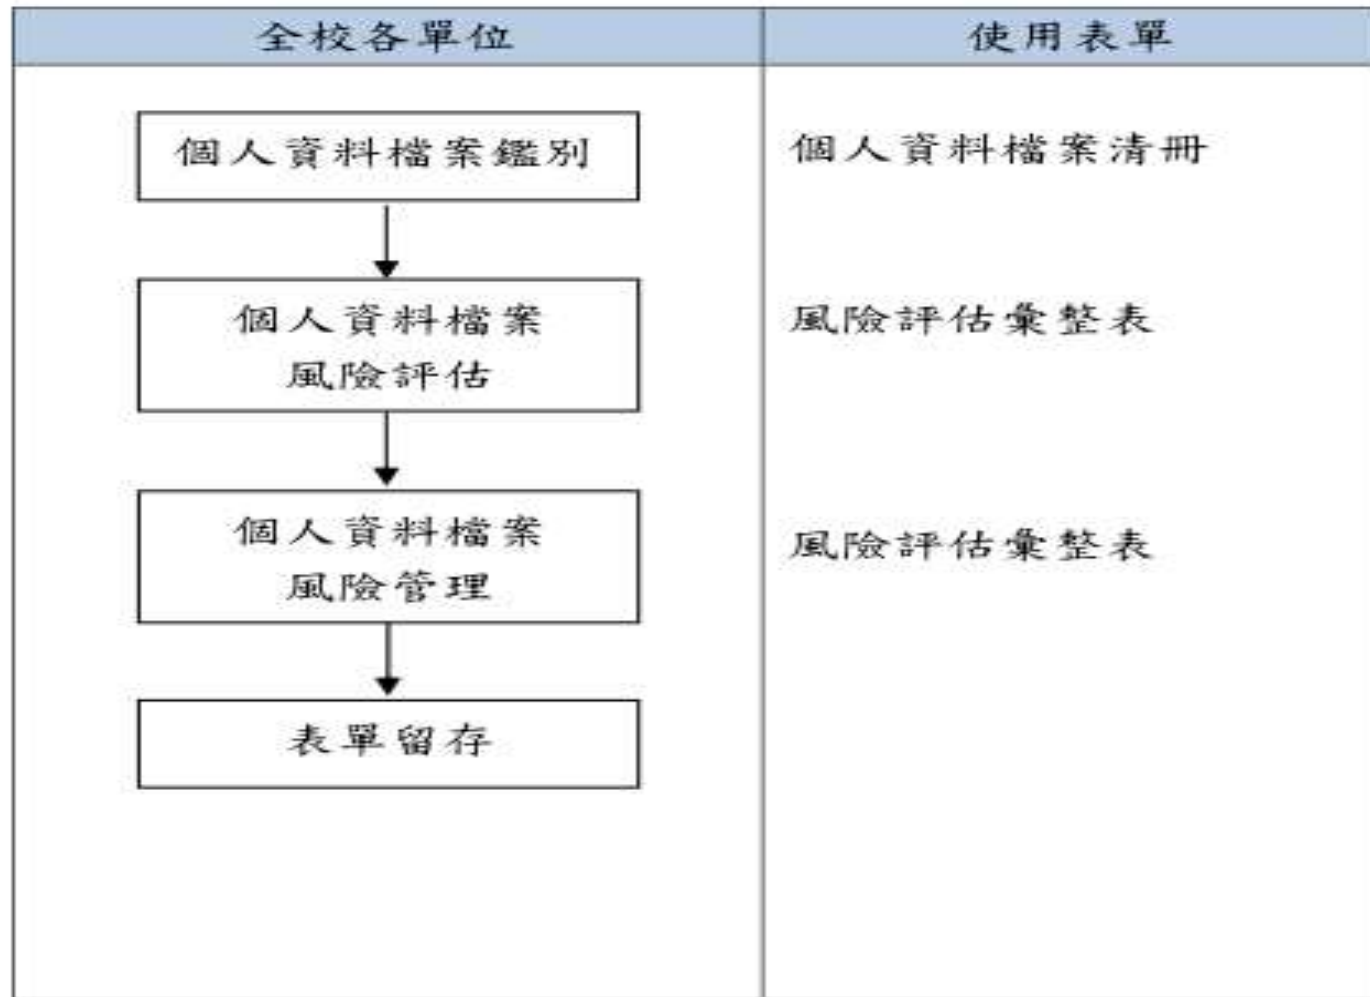 全校各單位
使用表單
個人資料檔案鑑別
個人資料檔案清冊
個人資料檔案
風險評估
風險評估彙整表
個人資料檔案
風險管理
風險評估彙整表
表單留存